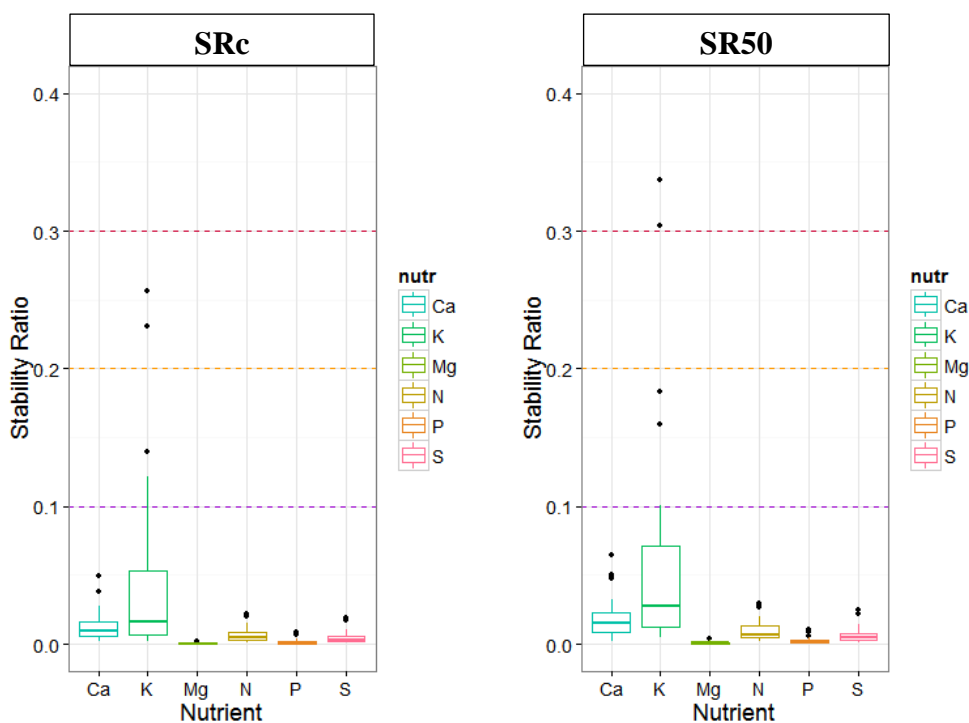 SRc
Stability Ratio
0.4
0.3
0.2
0.1
0.0
Ca K Mg N P S
Nutrient
nutr
Ca
K
Mg
N
P
S
SR50
Stability Ratio
0.4
0.3
0.2
0.1
0.0
Ca K Mg N P S
Nutrient
nutr
Ca
K
Mg
N
P
S